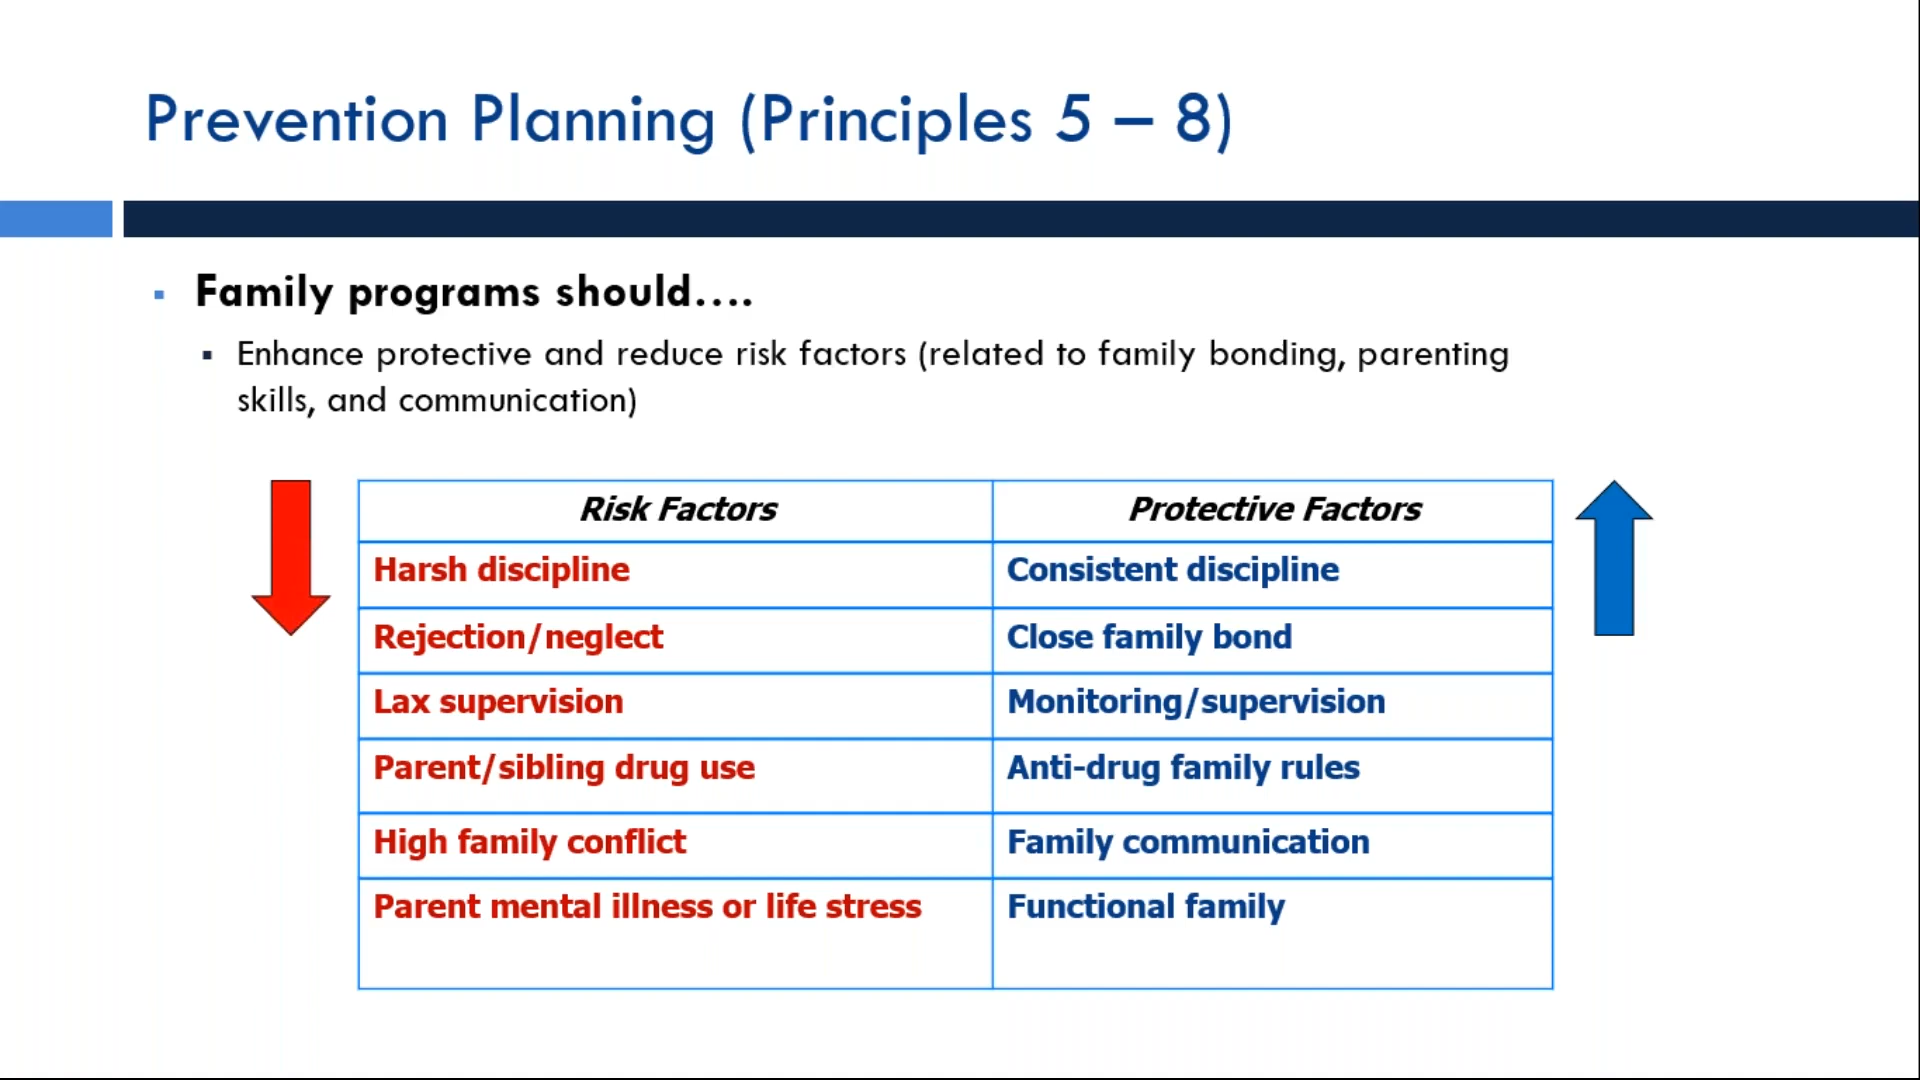 Prevention Planning (Principles 5 – 8)
Family programs should....
Enhance protective and reduce risk factors (related to family bonding, parenting
skills, and communication)
Risk Factors
Protective Factors
Harsh discipline
Consistent discipline
Rejection/neglect
Close family bond
Lax supervision
Monitoring/supervision
Parent/sibling drug use
Anti-drug family rules
High family conflict
Family communication
Parent mental illness or life stress
Functional family